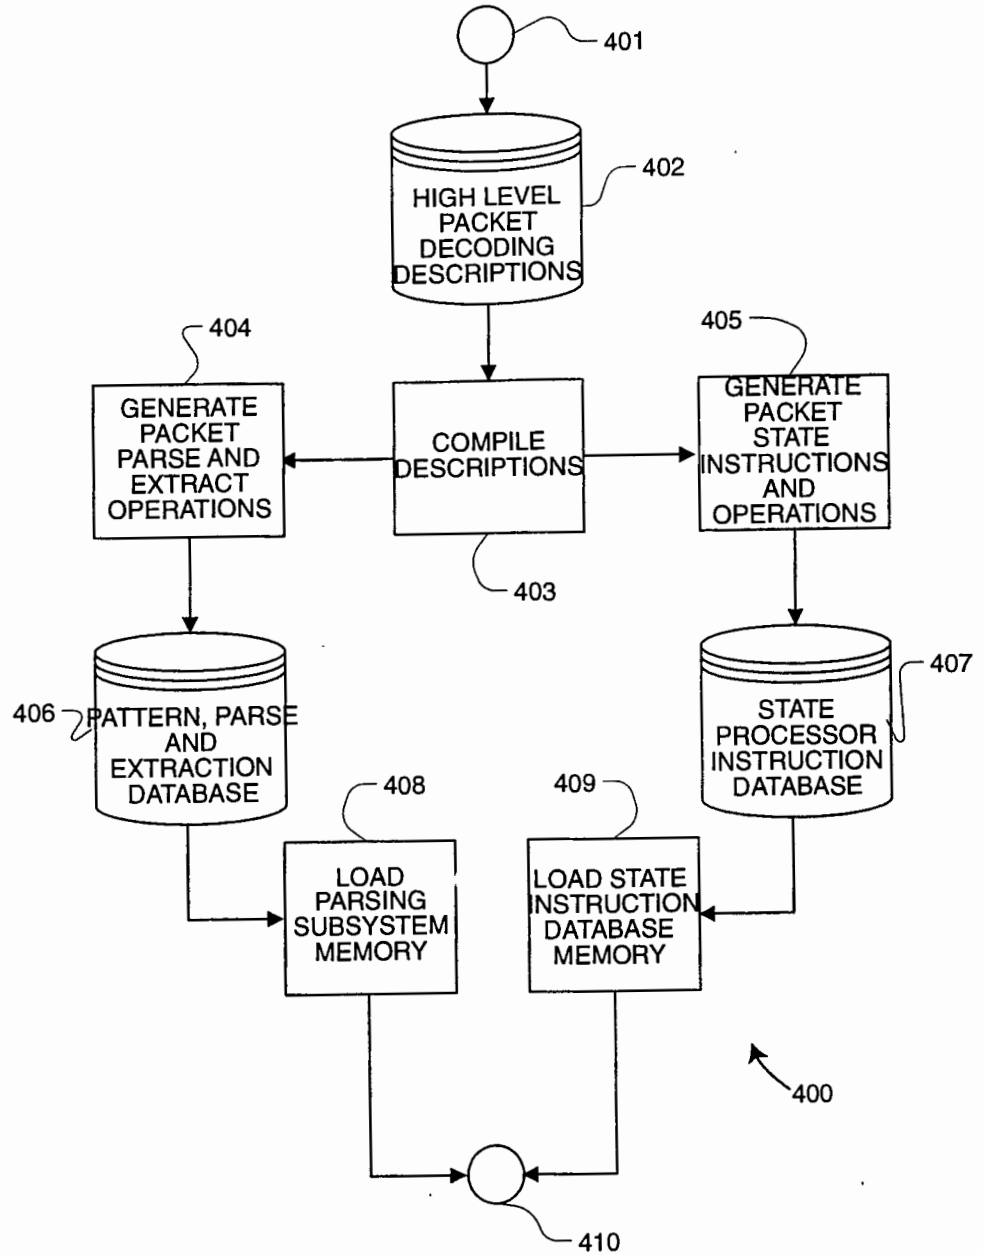 401
402
HIGH LEVEL
PACKET
DECODING
DESCRIPTIONS
404
405
GENERATE
PACKET
PARSE AND
EXTRACT
OPERATIONS
COMPILE
DESCRIPTIONS
GENERATE
PACKET
STATE
INSTRUCTIONS
AND
OPERATIONS
403
406
PATTERN, PARSE
AND
EXTRACTION
DATABASE
407
STATE
PROCESSOR
INSTRUCTION
DATABASE
408
409
LOAD
PARSING
SUBSYSTEM
MEMORY
LOAD STATE
INSTRUCTION
DATABASE
MEMORY
400
410